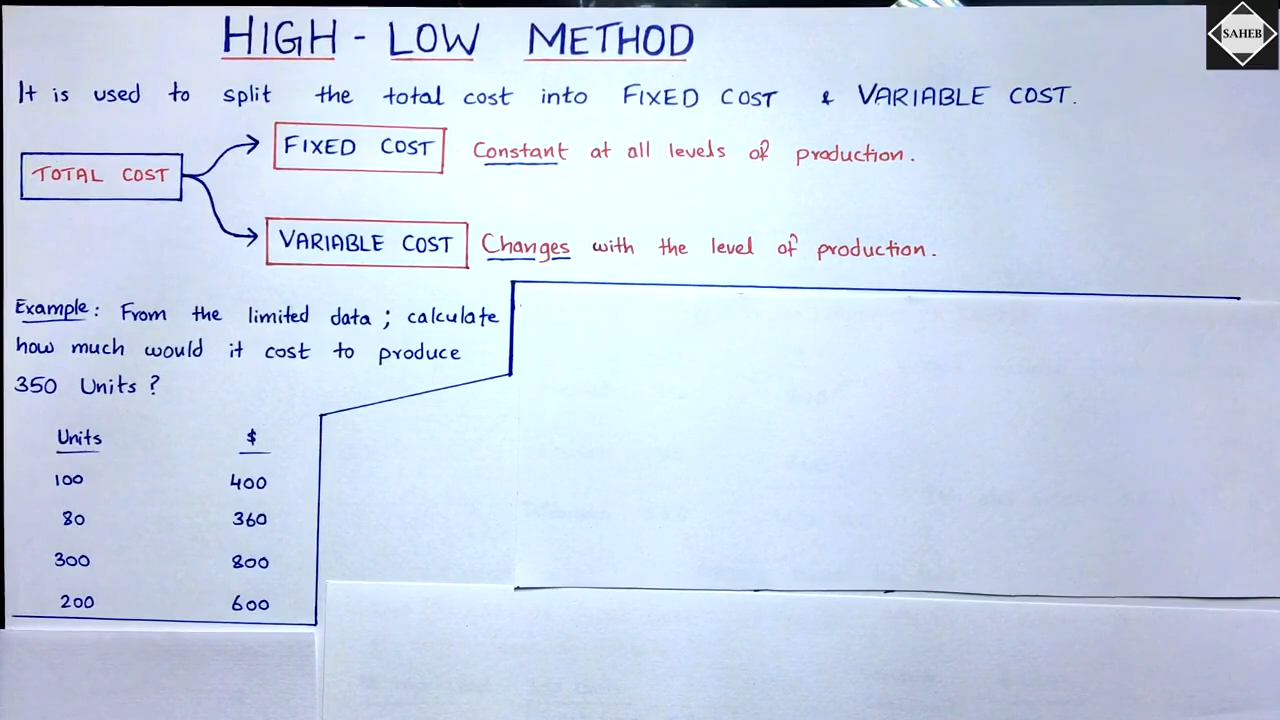 HIGH - LOW METHOD
SAHEB
It is used to split the total cost into FIXED COST & VARIABLE COST.
FIXED COST Constant at all levels of production.
TOTAL COST
VARIABLE COST Changes with the level of production.
Example: From the limited data; calculate
how much would it cost to produce
350 Units?
Units $
100 400
80 360
300 800
200 600